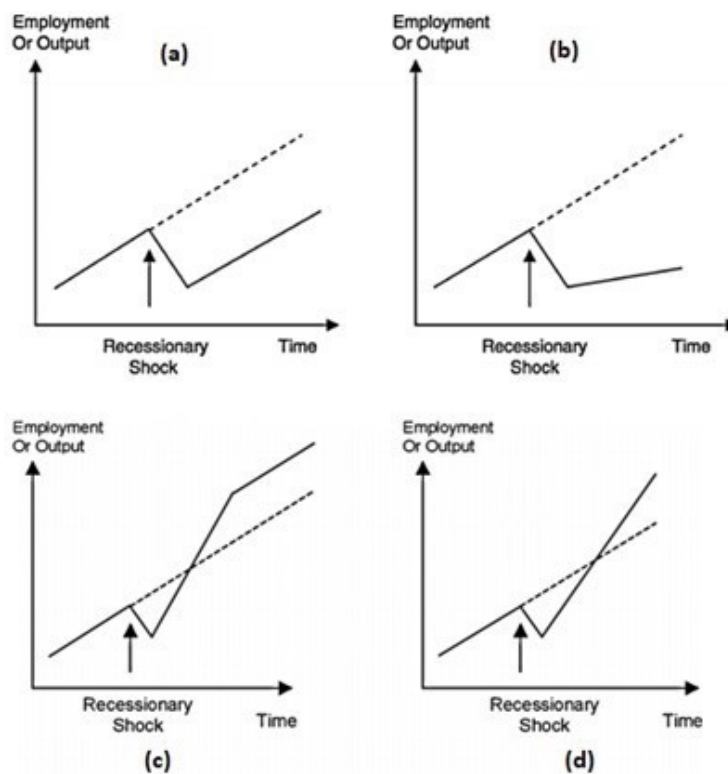 Employment
Or Output
(a)
Recessionary
Shock
Time
Employment
Or Output
(b)
Recessionary
Shock
Time
Employment
Or Output
Recessionary
Shock
Time
(c)
Employment
Or Output
Recessionary
Shock
Time
(d)